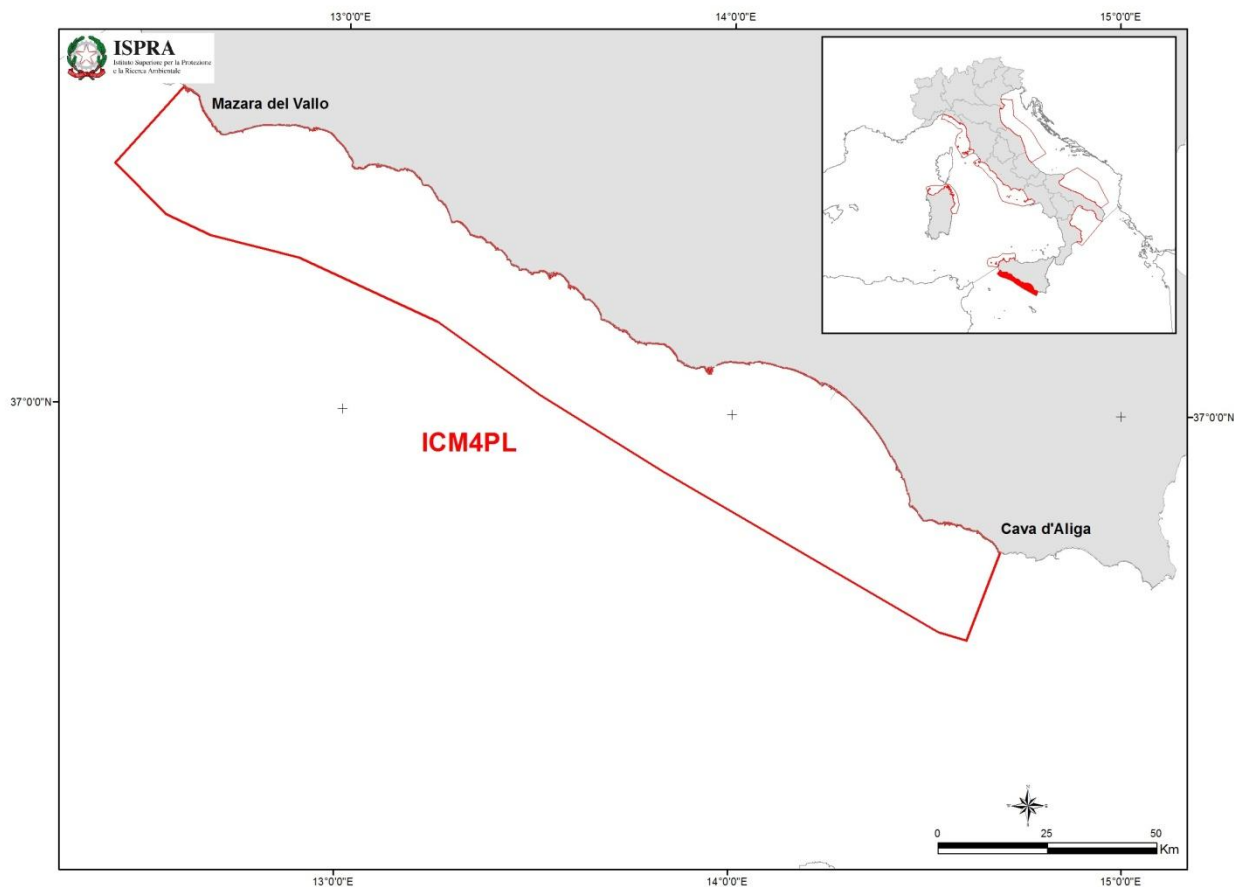 13°0'0"E
14°0'0"E
15°0'0"E
ISPRA
Istituto Superiore per la Protezione
e la Ricerca Ambientale
Mazara del Vallo
37°0'0"N
37°0'0"N
ICM4PL
Cava d'Aliga
N
0
25
50
Km
13°0'0"E
14°0'0"E
15°0'0"E